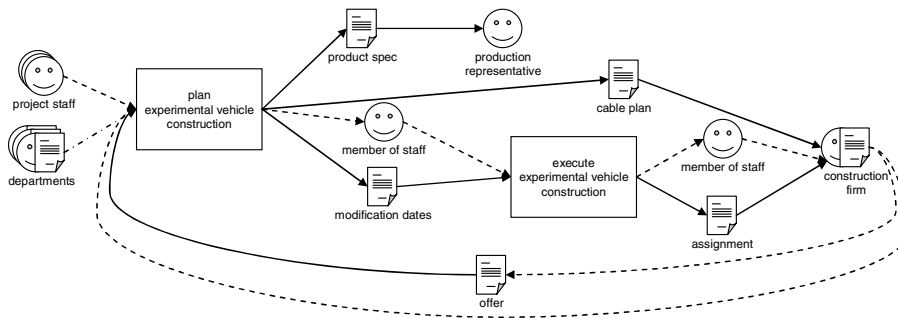 product spec
production
representative
project staff
plan
experimental vehicle
construction
cable plan
departments
member of staff
modification dates
execute
experimental vehicle
construction
member of staff
construction
firm
assignment
offer